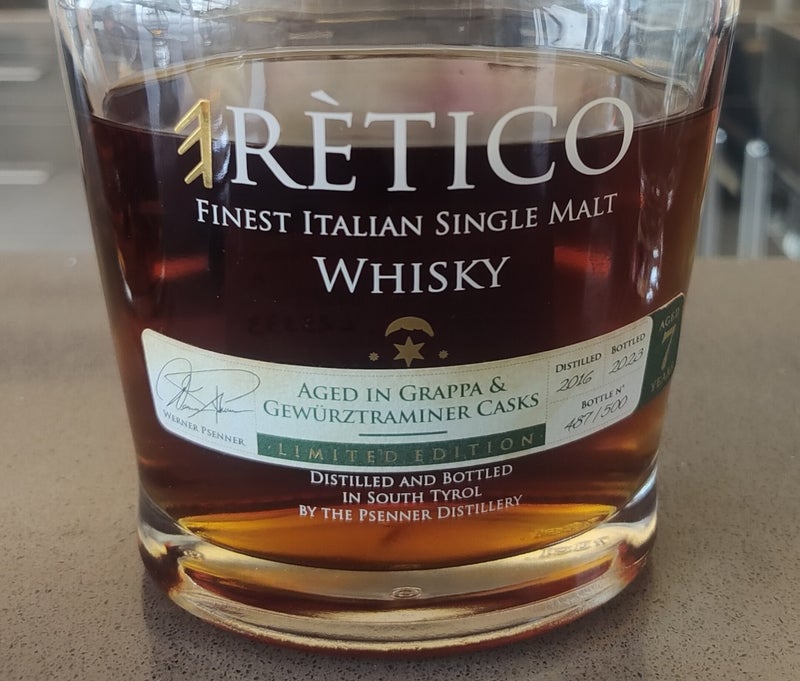 RÈTICO
FINEST ITALIAN SINGLE MALT
WHISKY
AGED IN GRAPPA &
GEWÜRZTRAMINER CASKS
LIMITED EDITION
WERNER PSENNER
DISTILLED
2016
BOTTLED
2023
BOTTLE N°
487/500
AGED
7
YEARS
DISTILLED AND BOTTLED
IN SOUTH TYROL
BY THE PSENNER DISTILLERY